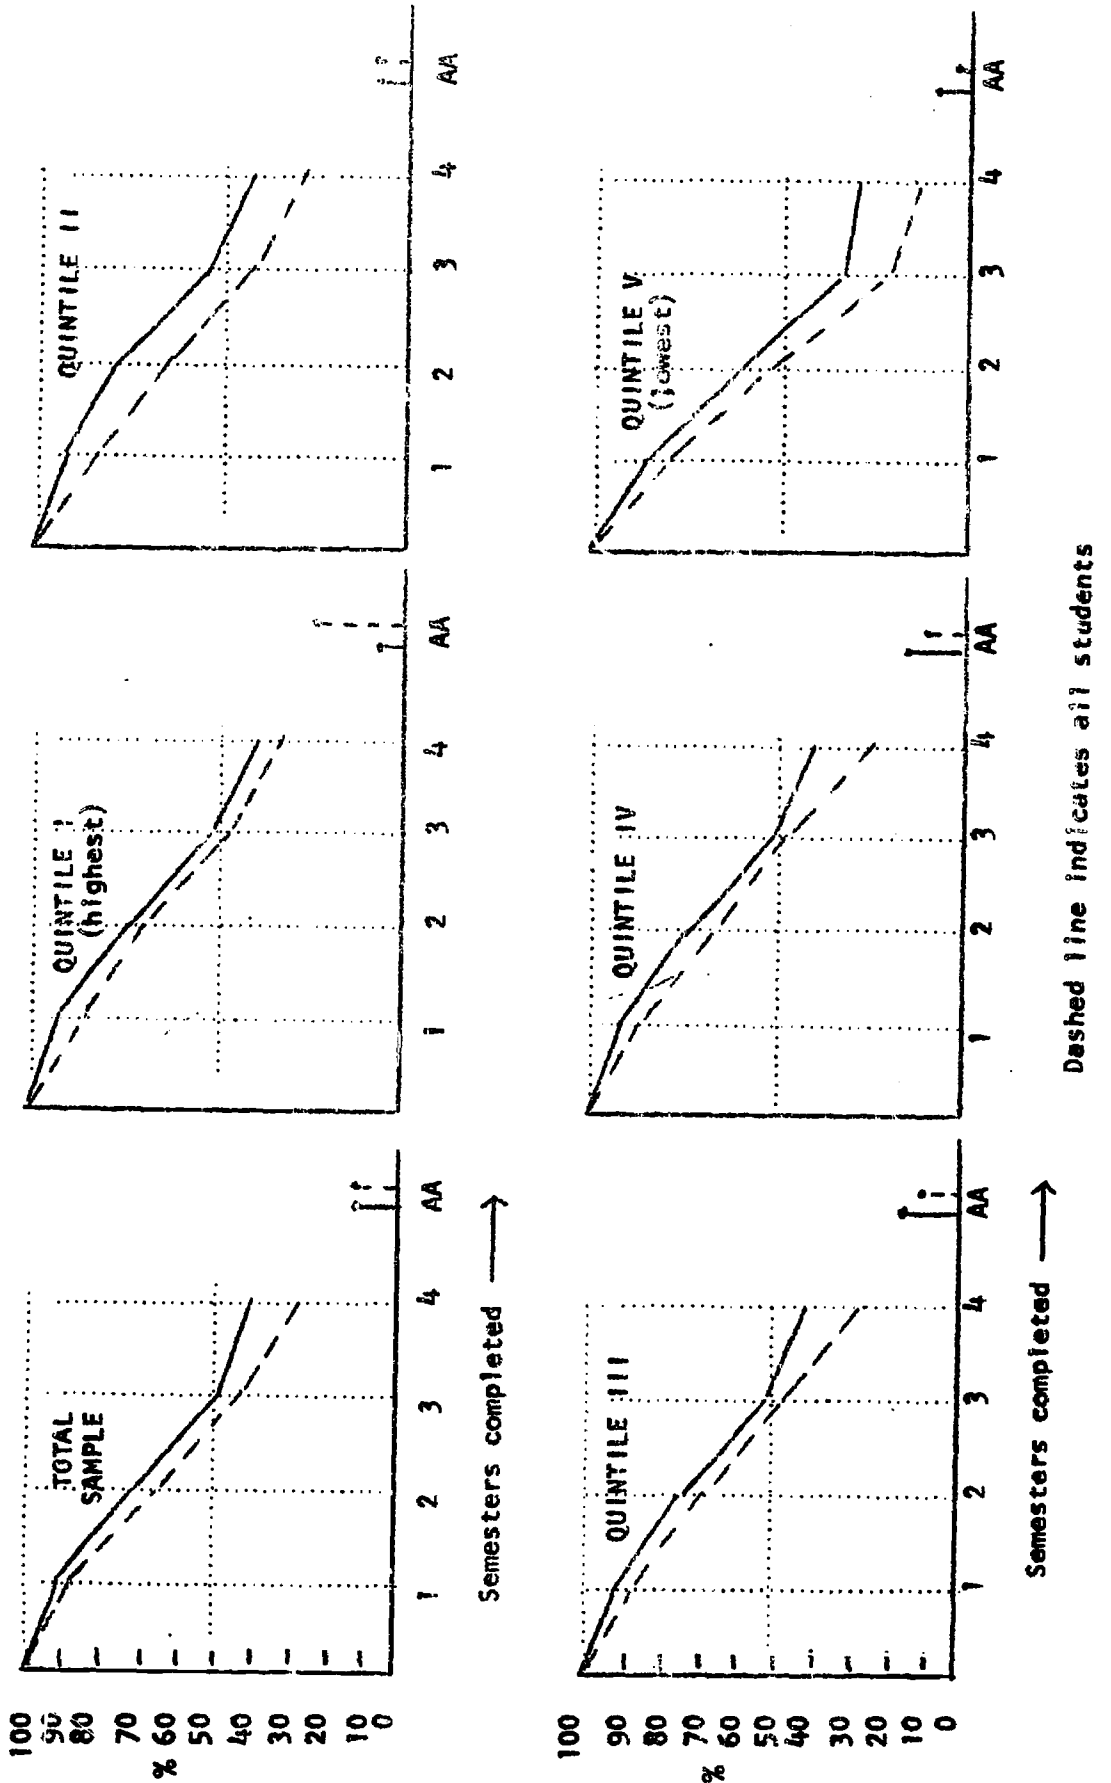 100
90
80
70
%
60
50
40
30
20
10
0
TOTAL
SAMPLE
1
2
3
4
AA
Semesters completed
QUINTILE I
(highest)
1
2
3
4
AA
QUINTILE II
1
2
3
4
AA
100
90
80
70
%
60
50
40
30
20
10
0
QUINTILE III
1
2
3
4
AA
Semesters completed
QUINTILE IV
1
2
3
4
AA
QUINTILE V
(lowest)
1
2
3
4
AA
Dashed line indicates all students